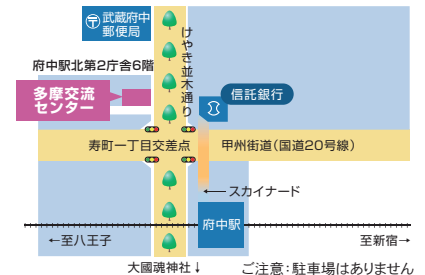 武蔵府中
郵便局
けやき並木通り
府中駅北第2庁舎6階
多摩交流
センター
信託銀行
寿町一丁目交差点
甲州街道(国道20号線)
←スカイナード
府中駅
←至八王子
至新宿→
大國魂神社↓
ご注意:駐車場はありません